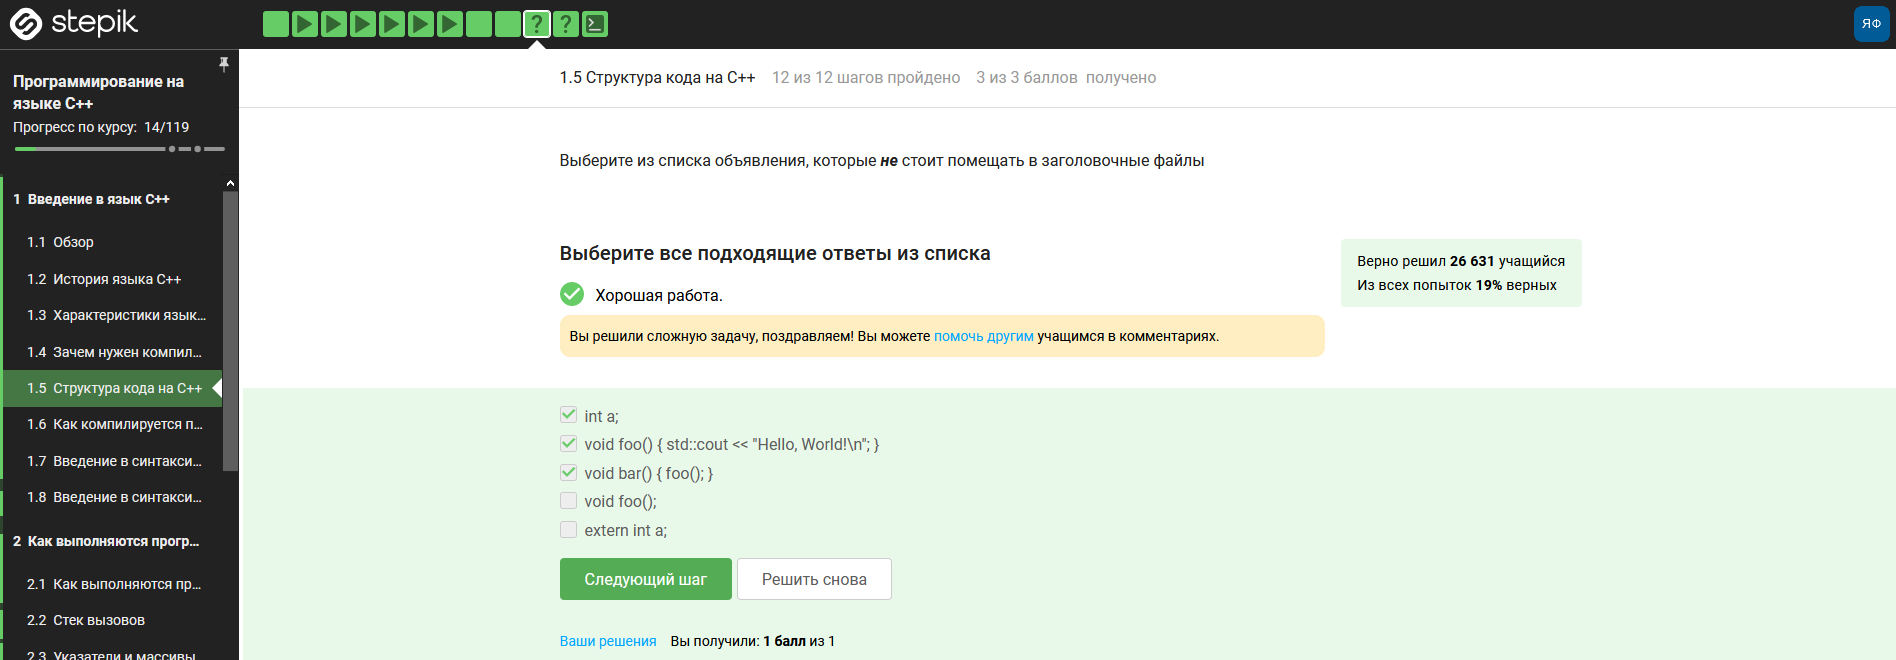 stepik
ЯФ
Программирование на
языке C++
Прогресс по курсу: 14/119
1 Введение в язык C++
1.1 Обзор
1.2 История языка C++
1.3 Характеристики язык...
1.4 Зачем нужен компил...
1.5 Структура кода на C++
1.6 Как компилируется п...
1.7 Введение в синтакси...
1.8 Введение в синтакси...
2 Как выполняются прогр...
2.1 Как выполняются пр...
2.2 Стек вызовов
2.3 Указатели и массивы
1.5 Структура кода на C++ 12 из 12 шагов пройдено 3 из 3 баллов получено
Выберите из списка объявления, которые не стоит помещать в заголовочные файлы
Выберите все подходящие ответы из списка
Хорошая работа.
Вы решили сложную задачу, поздравляем! Вы можете помочь другим учащимся в комментариях.
Верно решил 26 631 учащийся
Из всех попыток 19% верных
int a;
void foo() { std::cout << "Hello, World!\n"; }
void bar() { foo(); }
void foo();
extern int a;
Следующий шаг
Решить снова
Ваши решения Вы получили: 1 балл из 1